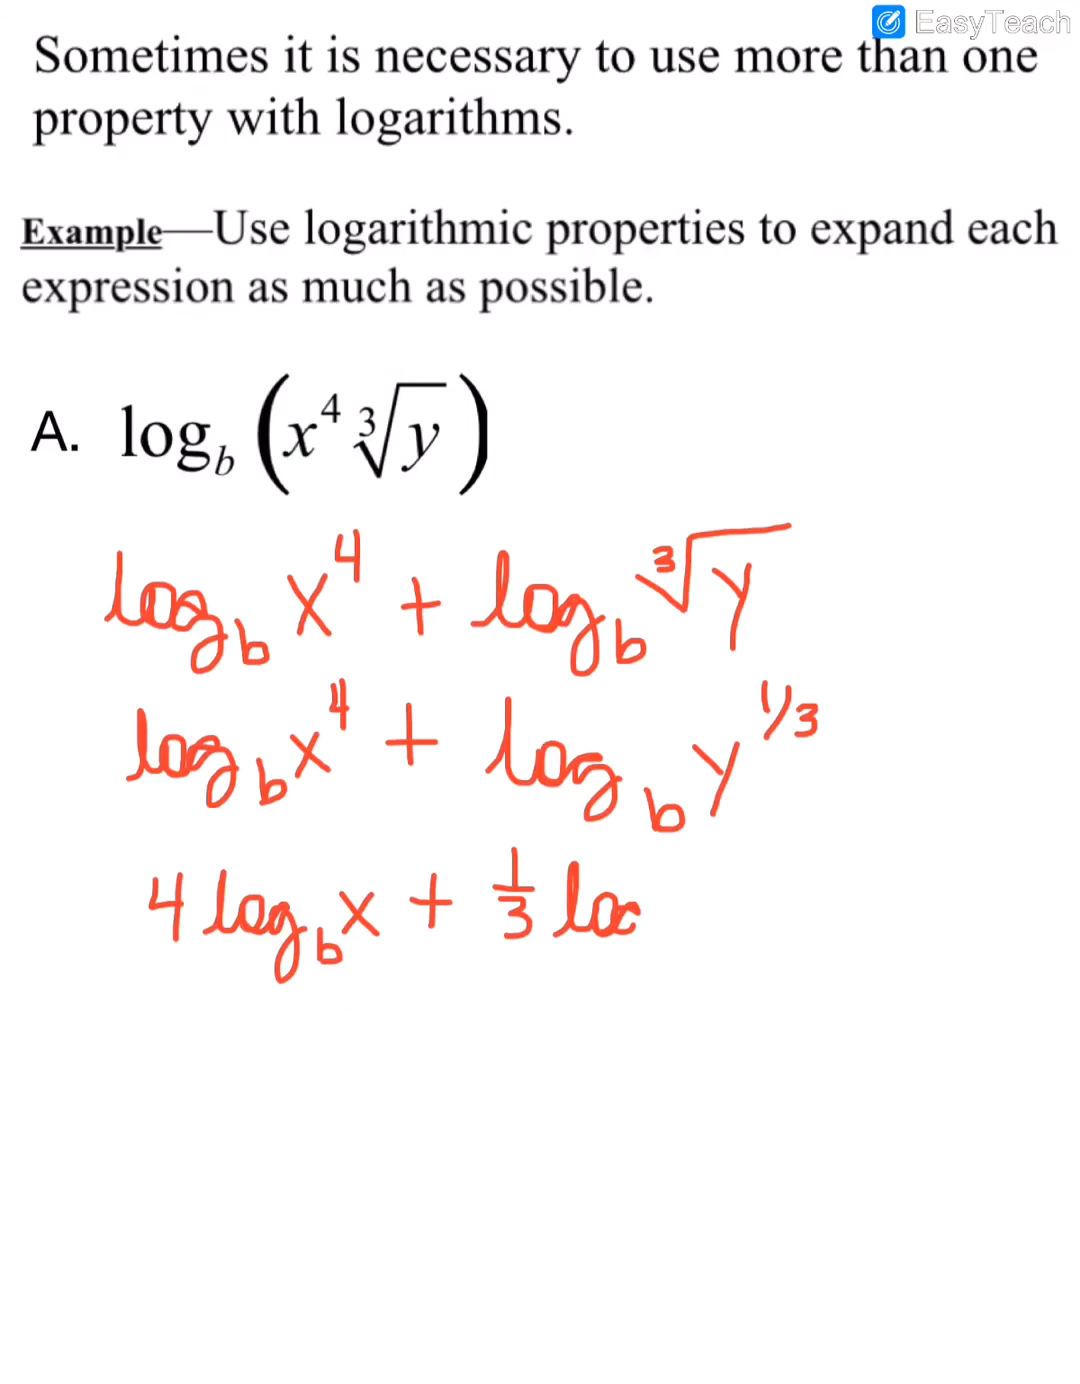 EasyTeach
Sometimes it is necessary to use more than one
property with logarithms.
Example—Use logarithmic properties to expand each
expression as much as possible.
A. log_b (x^4 ∛y)
log_b x^4 + log_b ∛y
log_b x^4 + log_b y^1/3
4 log_b x + 1/3 lo